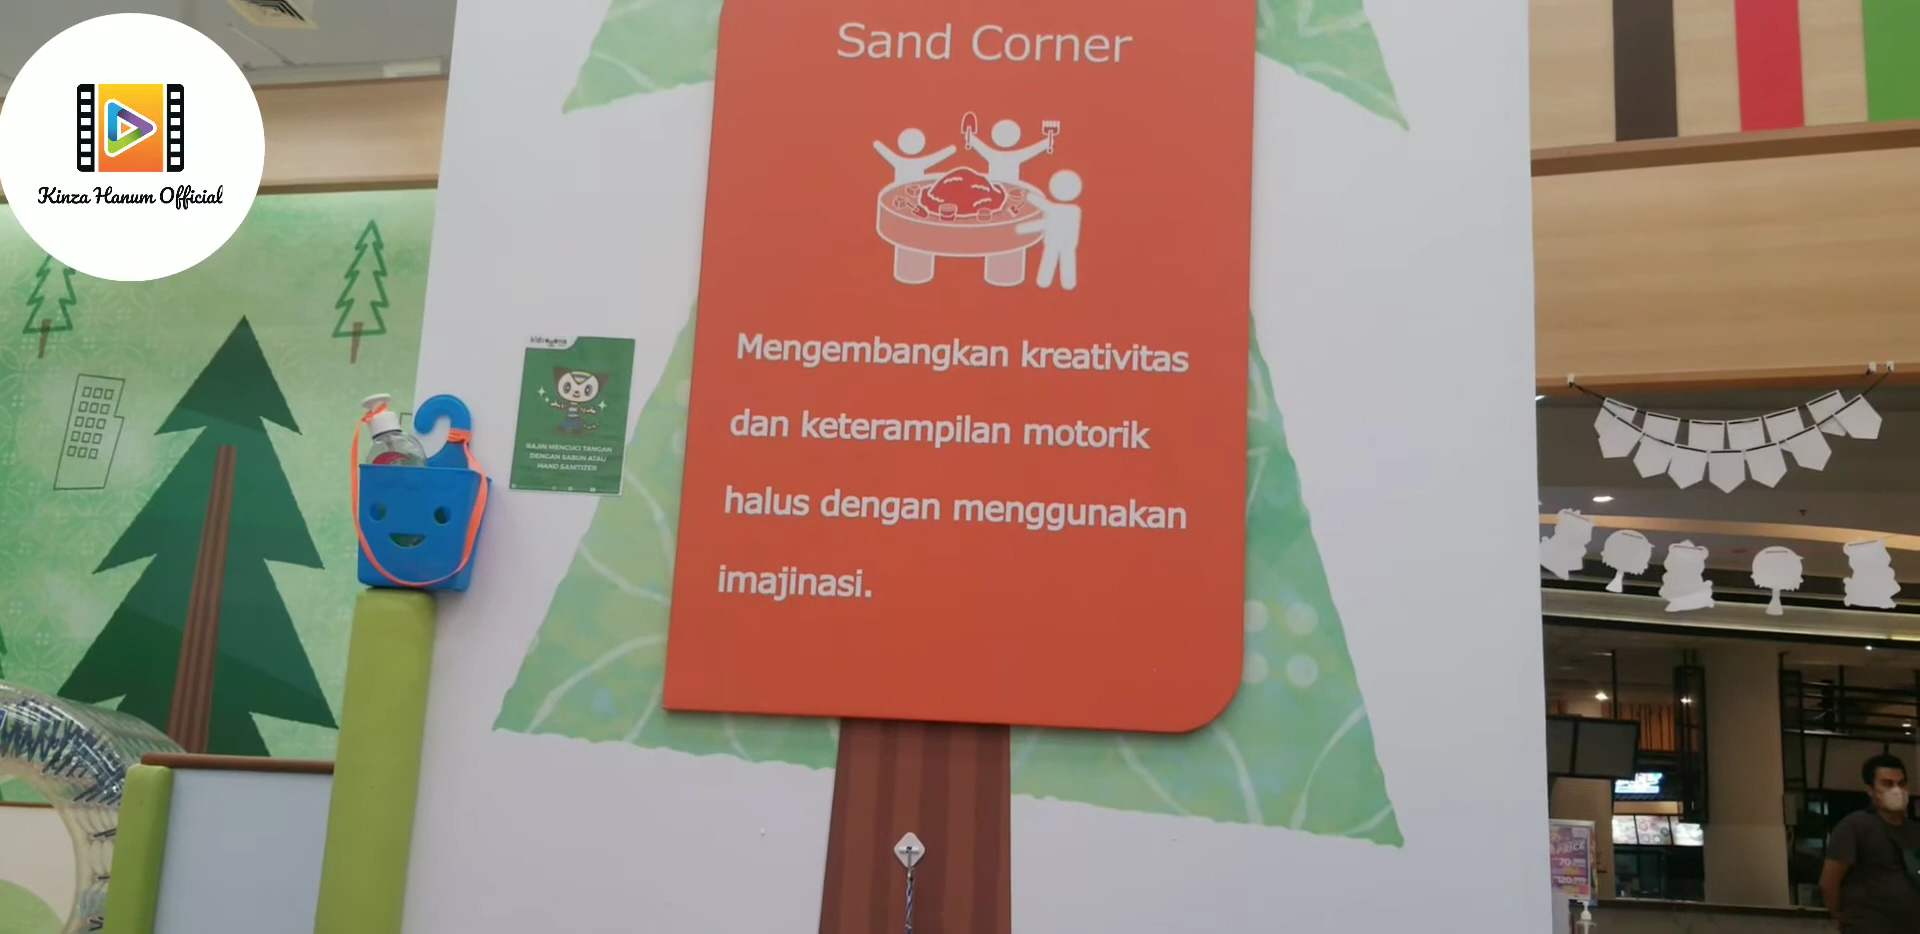 Sand Corner
Kinza Hanum Official
Mengembangkan kreativitas
dan keterampilan motorik
halus dengan menggunakan
imajinasi.
RAJIN MENCUCI TANGAN
DENGAN SABUN ATAU
HAND SANITIZER
PRICE